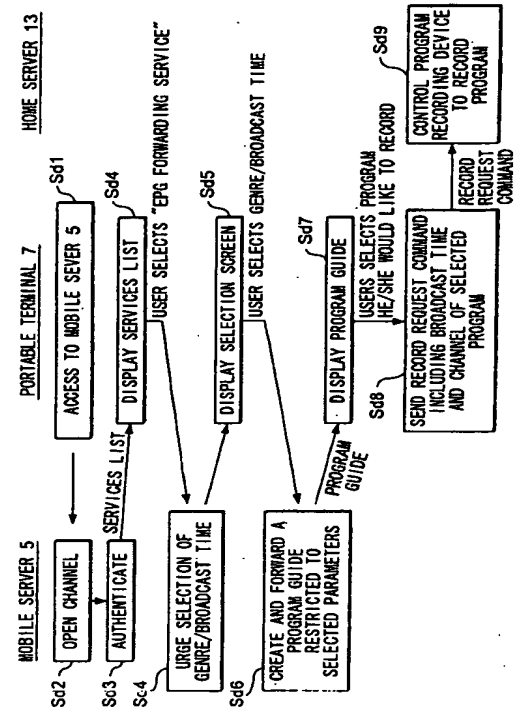 MOBILE SERVER 5
PORTABLE TERMINAL 7
HOME SERVER 13
Sd1
ACCESS TO MOBILE SEVER 5
Sd2
OPEN CHANNEL
Sd3
AUTHENTICATE
SERVICES LIST
Sd4
DISPLAY SERVICES LIST
USER SELECTS "EPG FORWARDING SERVICE"
Sc4
URGE SELECTION OF
GENRE/BROADCAST TIME
Sd5
DISPLAY SELECTION SCREEN
USER SELECTS GENRE/BROADCAST TIME
Sd6
CREATE AND FORWARD A
PROGRAM GUIDE
RESTRICTED TO
SELECTED PARAMETERS
PROGRAM
GUIDE
Sd7
DISPLAY PROGRAM GUIDE
USERS SELECTS PROGRAM
HE/SHE WOULD LIKE TO RECORD
Sd8
SEND RECORD REQUEST COMMAND
INCLUDING BROADCAST TIME
AND CHANNEL OF SELECTED
PROGRAM
RECORD
REQUEST
COMMAND
Sd9
CONTROL PROGRAM
RECORDING DEVICE
TO RECORD
PROGRAM